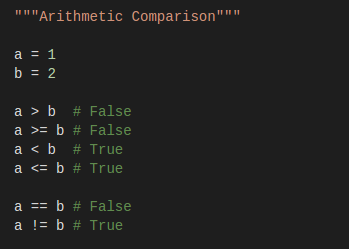 """Arithmetic Comparison"""

a = 1
b = 2

a > b  # False
a >= b # False
a < b  # True
a <= b # True

a == b # False
a != b # True